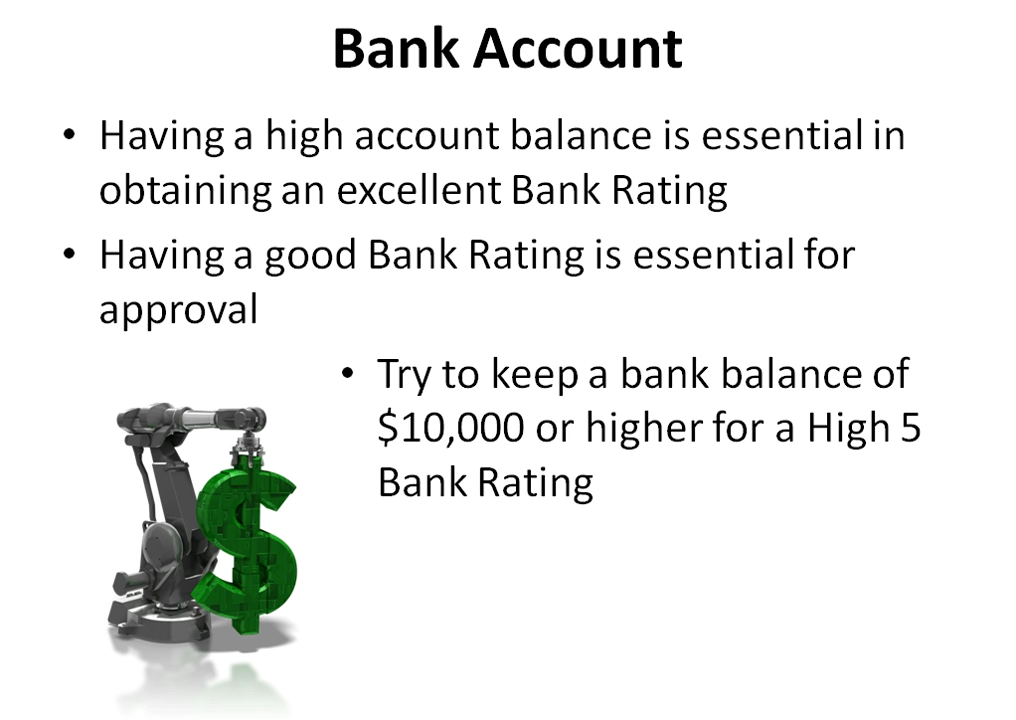 Bank Account
• Having a high account balance is essential in
obtaining an excellent Bank Rating
• Having a good Bank Rating is essential for
approval
• Try to keep a bank balance of
$10,000 or higher for a High 5
Bank Rating